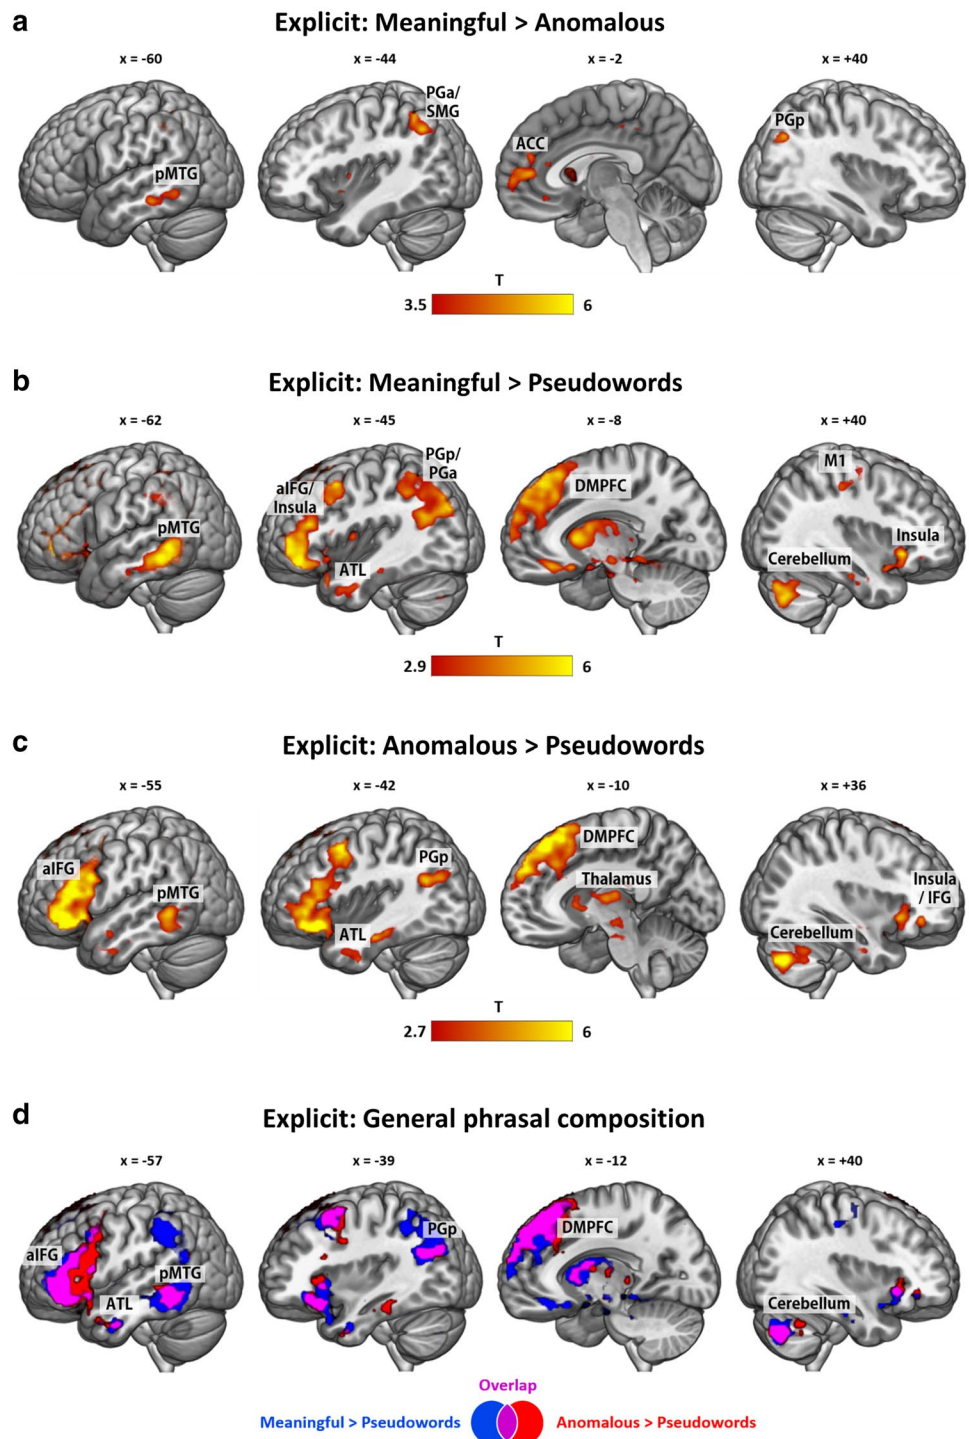 a
Explicit: Meaningful > Anomalous
x = -60
x = -44
x = -2
x = +40
pMTG
PGa/
SMG
ACC
PGp
T
3.5
6
b
Explicit: Meaningful > Pseudowords
x = -62
x = -45
x = -8
x = +40
pMTG
aIFG/
Insula
ATL
PGp/
PGa
DMPFC
M1
Insula
Cerebellum
T
2.9
6
c
Explicit: Anomalous > Pseudowords
x = -55
x = -42
x = -10
x = +36
aIFG
pMTG
ATL
PGp
DMPFC
Thalamus
Insula
/ IFG
Cerebellum
T
2.7
6
d
Explicit: General phrasal composition
x = -57
x = -39
x = -12
x = +40
aIFG
pMTG
ATL
PGp
DMPFC
Cerebellum
Overlap
Meaningful > Pseudowords
Anomalous > Pseudowords